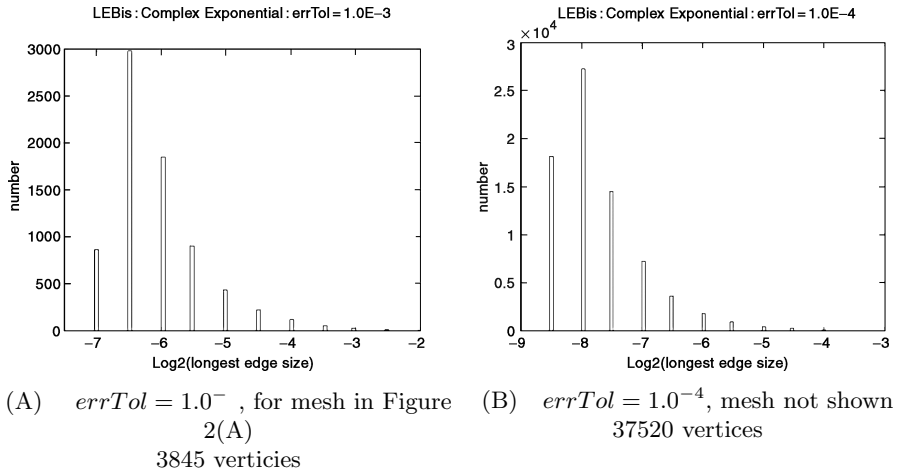 LEBis : Complex Exponential : errTol = 1.0E−3
3000
2500
2000
1500
1000
500
0
number
−7
−6
−5
−4
−3
−2
Log2(longest edge size)
LEBis : Complex Exponential : errTol = 1.0E−4
×10^4
3
2.5
2
1.5
1
0.5
0
number
−9
−8
−7
−6
−5
−4
−3
Log2(longest edge size)
(A) errTol = 1.0⁻ , for mesh in Figure
2(A)
3845 verticies
(B) errTol = 1.0⁻⁴, mesh not shown
37520 vertices